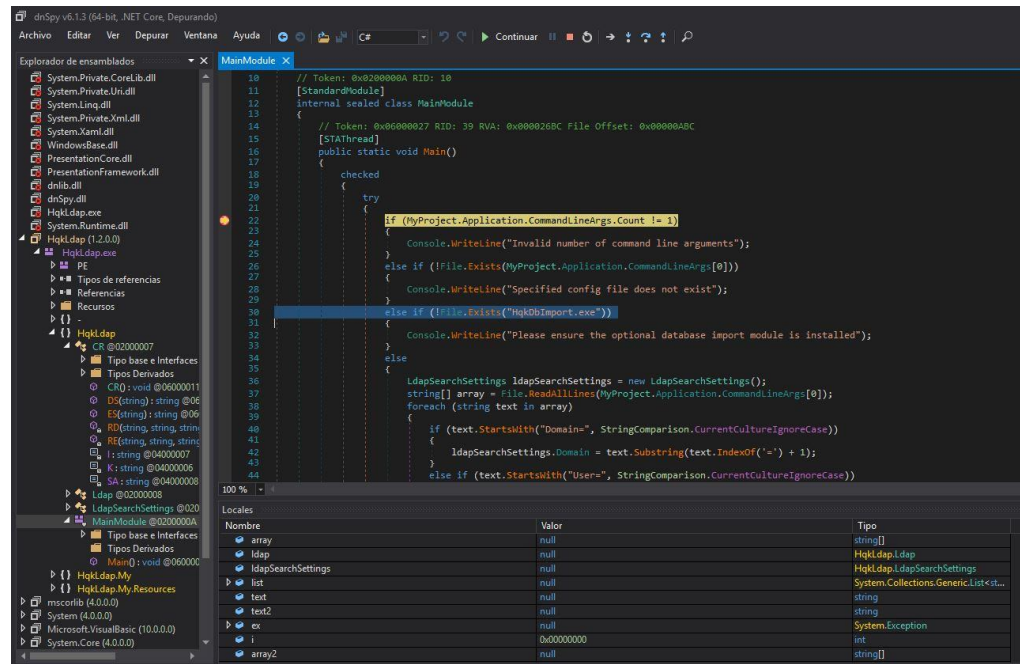 dnSpy v6.1.3 (64-bit, .NET Core, Depurando)
Archivo Editar Ver Depurar Ventana Ayuda C# Continuar
Explorador de ensamblados
System.Private.CoreLib.dll
System.Private.Uri.dll
System.Linq.dll
System.Private.Xml.dll
System.Xaml.dll
WindowsBase.dll
PresentationCore.dll
PresentationFramework.dll
dnlib.dll
dnSpy.dll
HqkLdap.exe
System.Runtime.dll
HqkLdap (1.2.0.0)
HqkLdap.exe
PE
Tipos de referencias
Referencias
Recursos
{ } -
{ } HqkLdap
CR @02000007
Tipo base e Interfaces
Tipos Derivados
CR() : void @06000011
DS(string) : string @06
ES(string) : string @06
RD(string, string, string
RE(string, string, string
I : string @04000007
K : string @04000006
SA : string @04000008
Ldap @02000008
LdapSearchSettings @020
MainModule @0200000A
Tipo base e Interfaces
Tipos Derivados
Main() : void @060000
{ } HqkLdap.My
{ } HqkLdap.My.Resources
mscorlib (4.0.0.0)
System (4.0.0.0)
Microsoft.VisualBasic (10.0.0.0)
System.Core (4.0.0.0)
MainModule
10 // Token: 0x0200000A RID: 10
11 [StandardModule]
12 internal sealed class MainModule
13 {
14 // Token: 0x06000027 RID: 39 RVA: 0x000026BC File Offset: 0x00000ABC
15 [STAThread]
16 public static void Main()
17 {
18 checked
19 {
20 try
21 {
22 if (MyProject.Application.CommandLineArgs.Count != 1)
23 {
24 Console.WriteLine("Invalid number of command line arguments");
25 }
26 else if (!File.Exists(MyProject.Application.CommandLineArgs[0]))
27 {
28 Console.WriteLine("Specified config file does not exist");
29 }
30 else if (!File.Exists("HqkDbImport.exe"))
31 {
32 Console.WriteLine("Please ensure the optional database import module is installed");
33 }
34 else
35 {
36 LdapSearchSettings ldapSearchSettings = new LdapSearchSettings();
37 string[] array = File.ReadAllLines(MyProject.Application.CommandLineArgs[0]);
38 foreach (string text in array)
39 {
40 if (text.StartsWith("Domain=", StringComparison.CurrentCultureIgnoreCase))
41 {
42 ldapSearchSettings.Domain = text.Substring(text.IndexOf('=') + 1);
43 }
44 else if (text.StartsWith("User=", StringComparison.CurrentCultureIgnoreCase))
100 %
Locales
Nombre Valor Tipo
array null string[]
ldap null HqkLdap.Ldap
ldapSearchSettings null HqkLdap.LdapSearchSettings
list null System.Collections.Generic.List<st...
text null string
text2 null string
ex null System.Exception
i 0x00000000 int
array2 null string[]